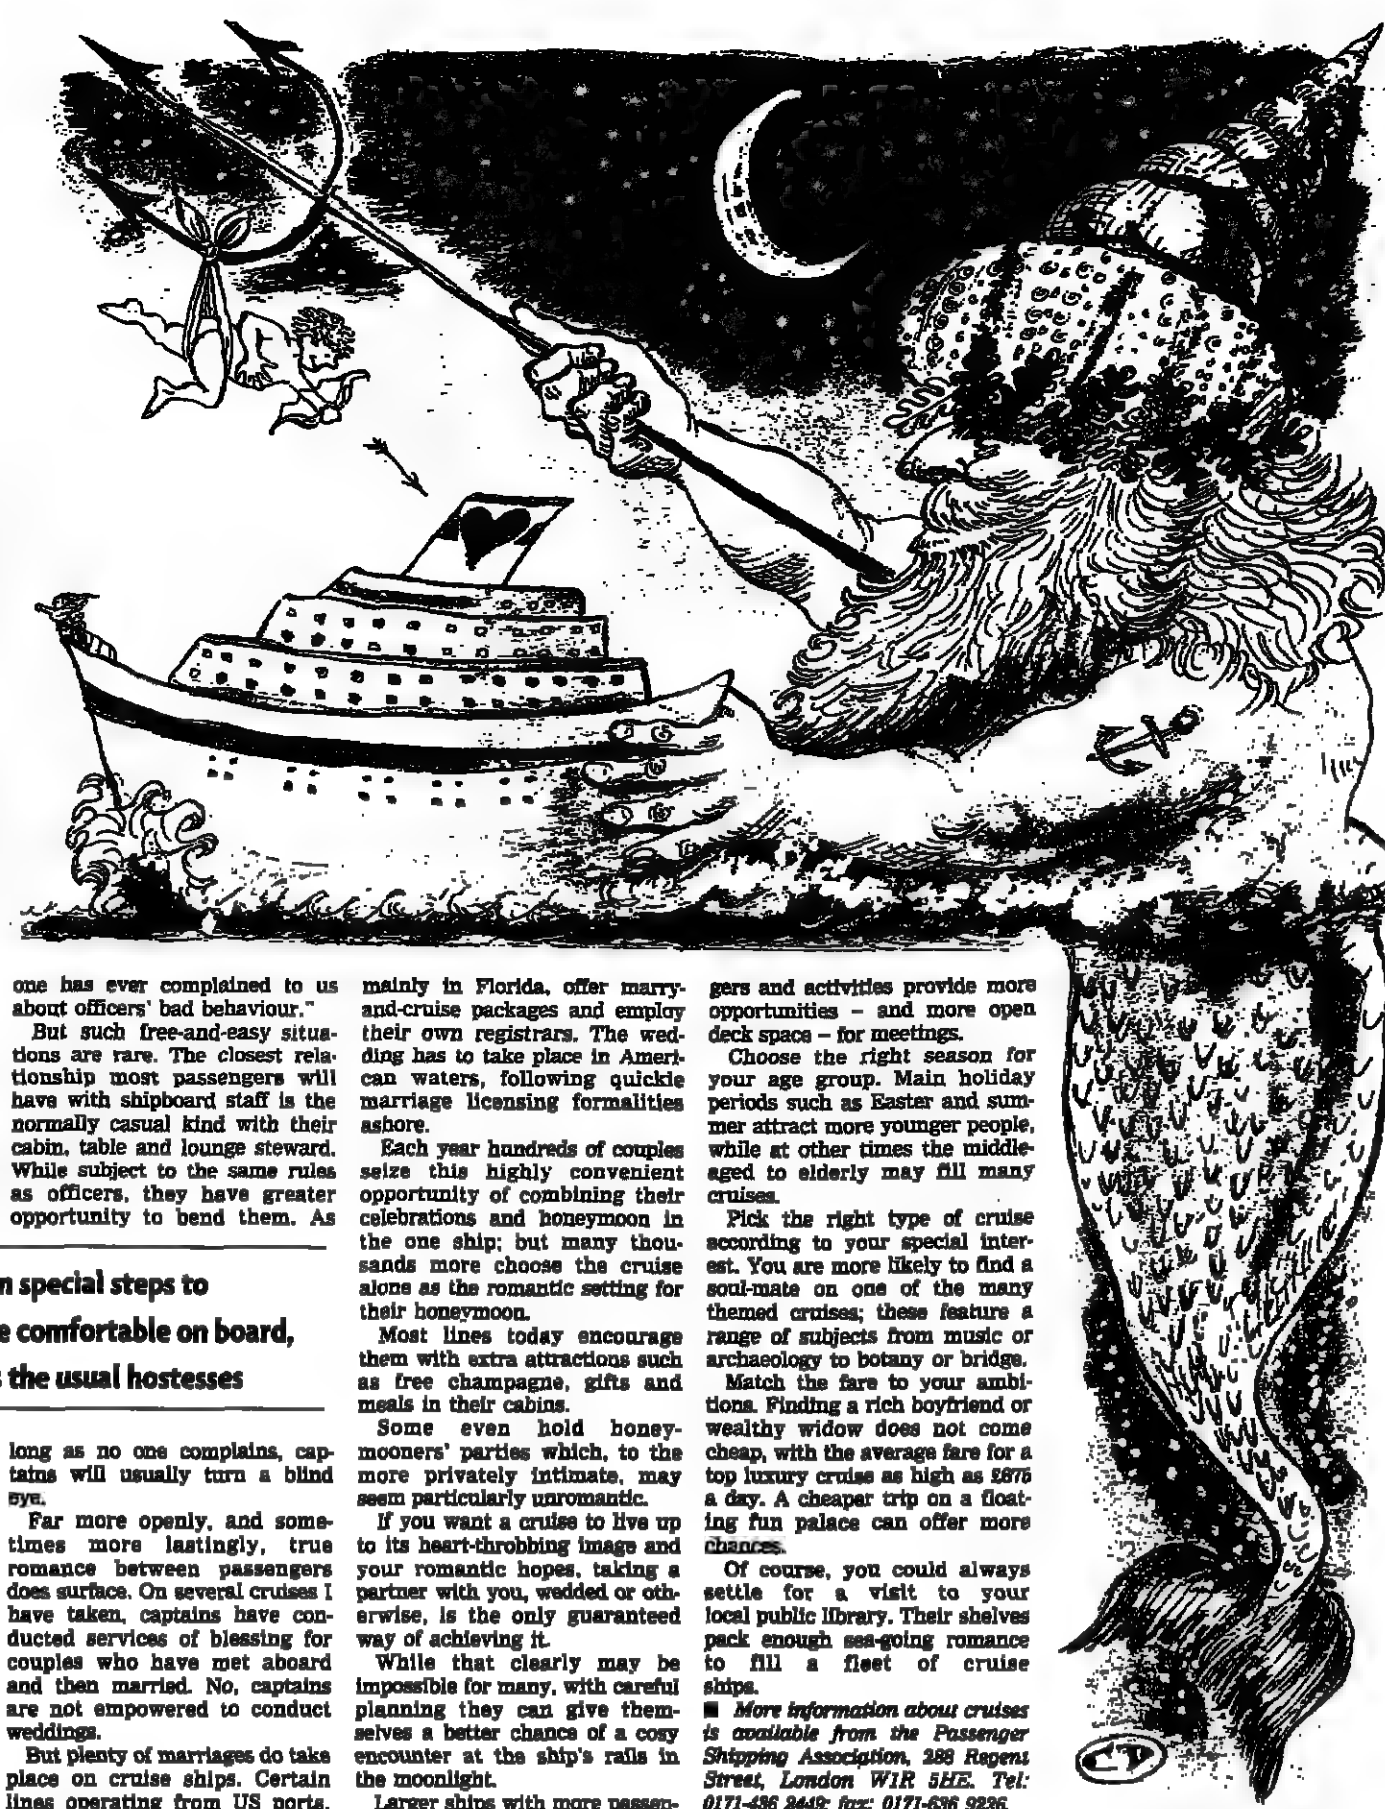 one has ever complained to us
about officers' bad behaviour."
But such free-and-easy situa-
tions are rare. The closest rela-
tionship most passengers will
have with shipboard staff is the
normally casual kind with their
cabin, table and lounge steward.
While subject to the same rules
as officers, they have greater
opportunity to bend them. As
n special steps to
e comfortable on board,
s the usual hostesses
long as no one complains, cap-
tains will usually turn a blind
eye.
Far more openly, and some-
times more lastingly, true
romance between passengers
does surface. On several cruises I
have taken, captains have con-
ducted services of blessing for
couples who have met aboard
and then married. No, captains
are not empowered to conduct
weddings.
But plenty of marriages do take
place on cruise ships. Certain
lines operating from US ports,
mainly in Florida, offer marry-
and-cruise packages and employ
their own registrars. The wed-
ding has to take place in Ameri-
can waters, following quickie
marriage licensing formalities
ashore.
Each year hundreds of couples
seize this highly convenient
opportunity of combining their
celebrations and honeymoon in
the one ship; but many thou-
sands more choose the cruise
alone as the romantic setting for
their honeymoon.
Most lines today encourage
them with extra attractions such
as free champagne, gifts and
meals in their cabins.
Some even hold honey-
mooners' parties which, to the
more privately intimate, may
seem particularly unromantic.
If you want a cruise to live up
to its heart-throbbing image and
your romantic hopes, taking a
partner with you, wedded or oth-
erwise, is the only guaranteed
way of achieving it.
While that clearly may be
impossible for many, with careful
planning they can give them-
selves a better chance of a cosy
encounter at the ship's rails in
the moonlight.
Larger ships with more passen-
gers and activities provide more
opportunities – and more open
deck space – for meetings.
Choose the right season for
your age group. Main holiday
periods such as Easter and sum-
mer attract more younger people,
while at other times the middle-
aged to elderly may fill many
cruises.
Pick the right type of cruise
according to your special inter-
est. You are more likely to find a
soul-mate on one of the many
themed cruises; these feature a
range of subjects from music or
archaeology to botany or bridge.
Match the fare to your ambi-
tions. Finding a rich boyfriend or
wealthy widow does not come
cheap, with the average fare for a
top luxury cruise as high as £675
a day. A cheaper trip on a float-
ing fun palace can offer more
chances.
Of course, you could always
settle for a visit to your
local public library. Their shelves
pack enough sea-going romance
to fill a fleet of cruise
ships.
■ More information about cruises
is available from the Passenger
Shipping Association, 288 Regent
Street, London W1R 5HE. Tel:
0171-436 2449; fax: 0171-636 9226.